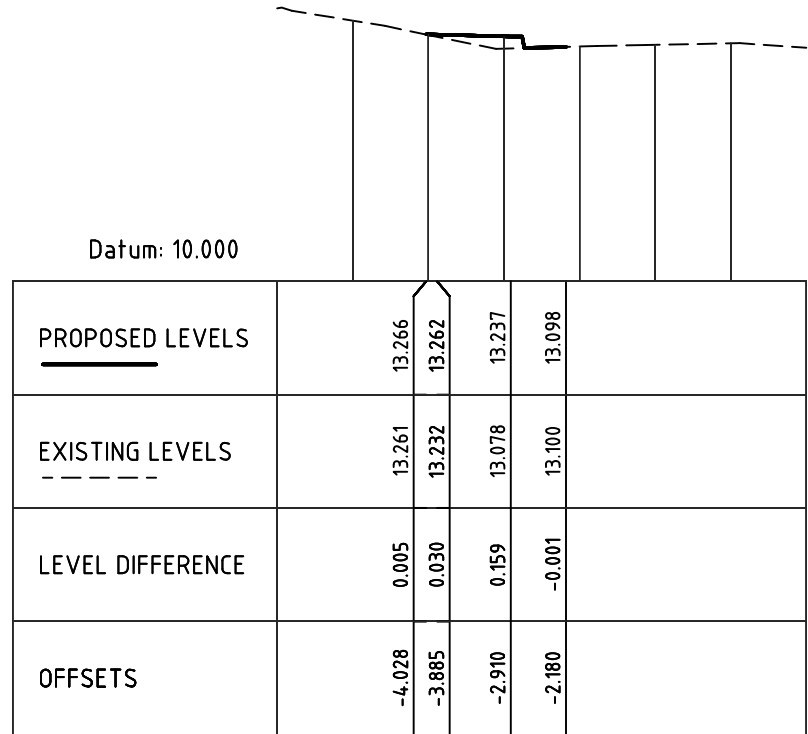 Datum: 10.000
PROPOSED LEVELS 13.266 13.262 13.237 13.098
EXISTING LEVELS 13.261 13.232 13.078 13.100
LEVEL DIFFERENCE 0.005 0.030 0.159 -0.001
OFFSETS -4.028 -3.885 -2.910 -2.180